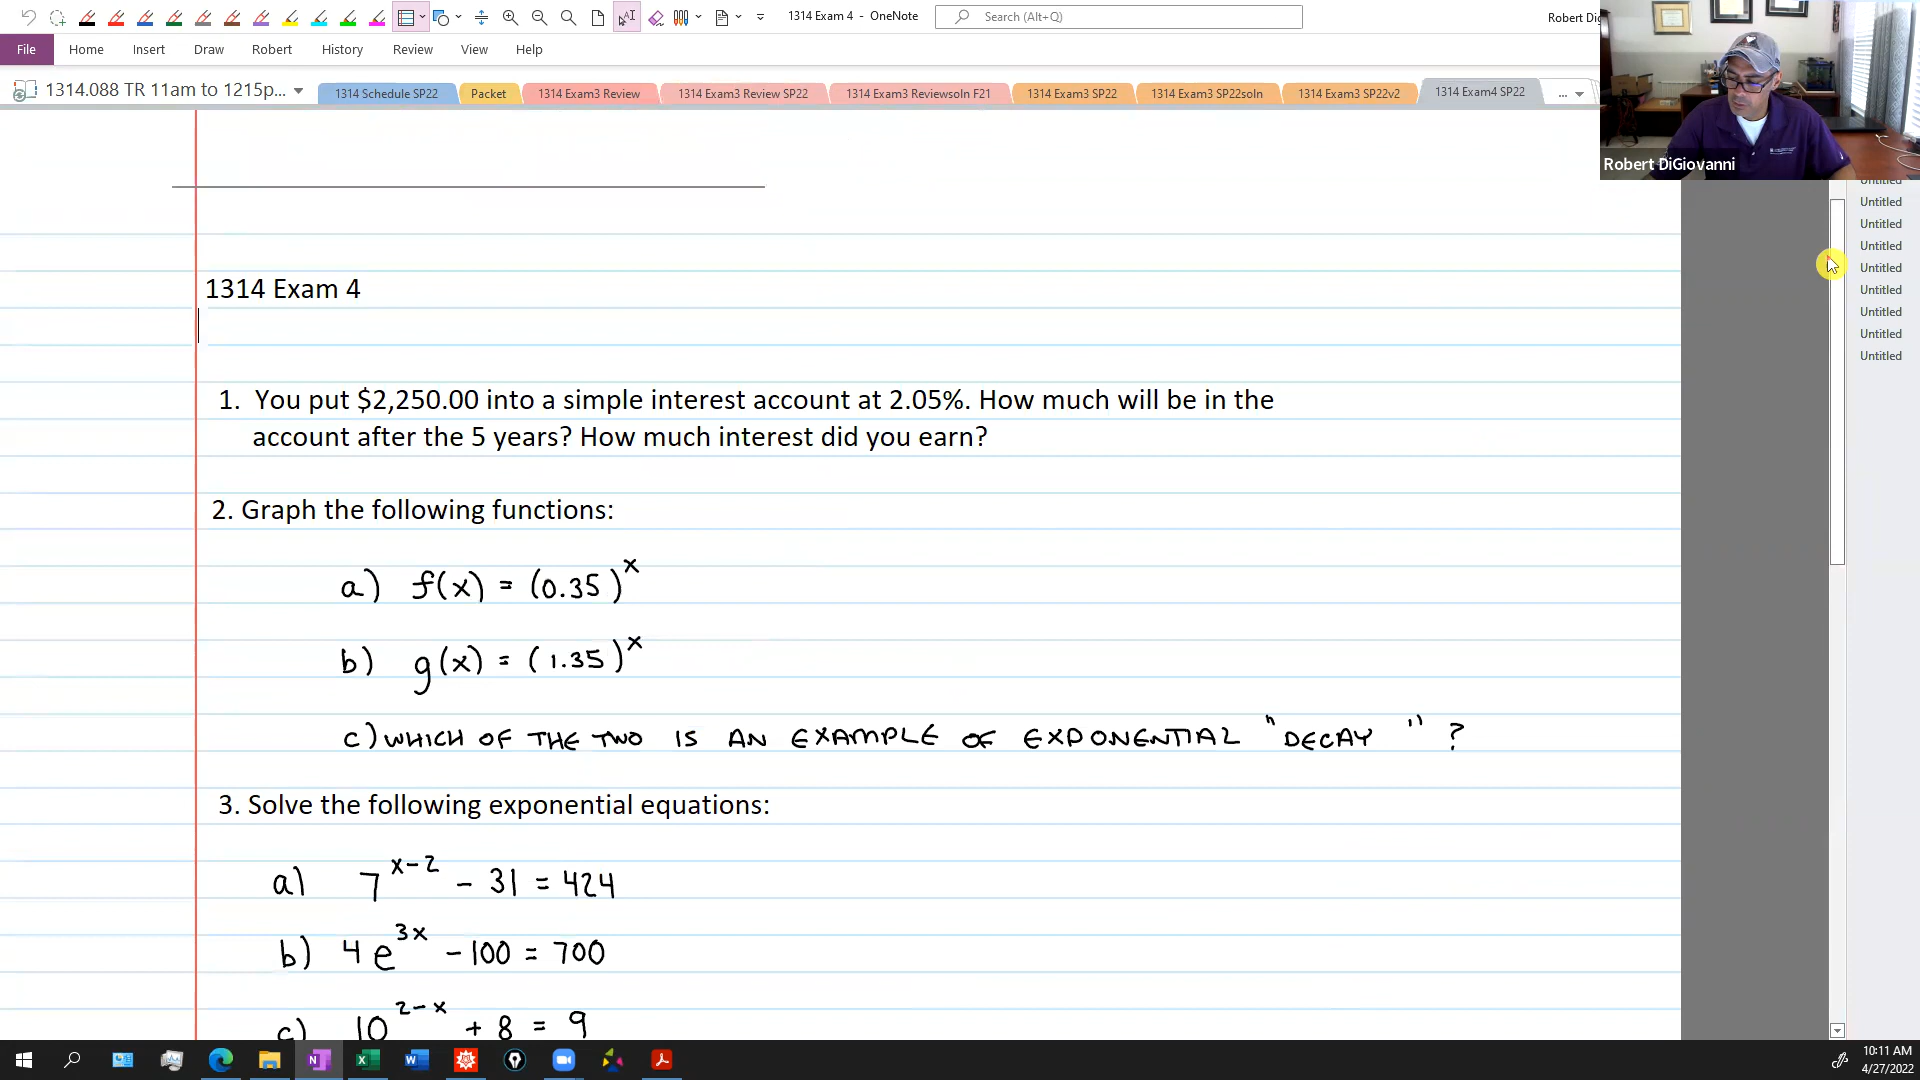 1314 Exam 4 - OneNote
Search (Alt+Q)
File Home Insert Draw Robert History Review View Help
1314.088 TR 11am to 1215p...
1314 Schedule SP22 Packet 1314 Exam3 Review 1314 Exam3 Review SP22 1314 Exam3 Reviewsoln F21 1314 Exam3 SP22 1314 Exam3 SP22soln 1314 Exam3 SP22v2 1314 Exam4 SP22 ...
Robert DiGiovanni
Untitled
Untitled
Untitled
Untitled
Untitled
Untitled
Untitled
Untitled
Untitled
1314 Exam 4
1. You put $2,250.00 into a simple interest account at 2.05%. How much will be in the
account after the 5 years? How much interest did you earn?
2. Graph the following functions:
a) f(x) = (0.35)^x
b) g(x) = (1.35)^x
c) WHICH OF THE TWO IS AN EXAMPLE OF EXPONENTIAL "DECAY"?
3. Solve the following exponential equations:
a) 7^(x-2) - 31 = 424
b) 4e^(3x) - 100 = 700
c) 10^(2-x) + 8 = 9
10:11 AM
4/27/2022